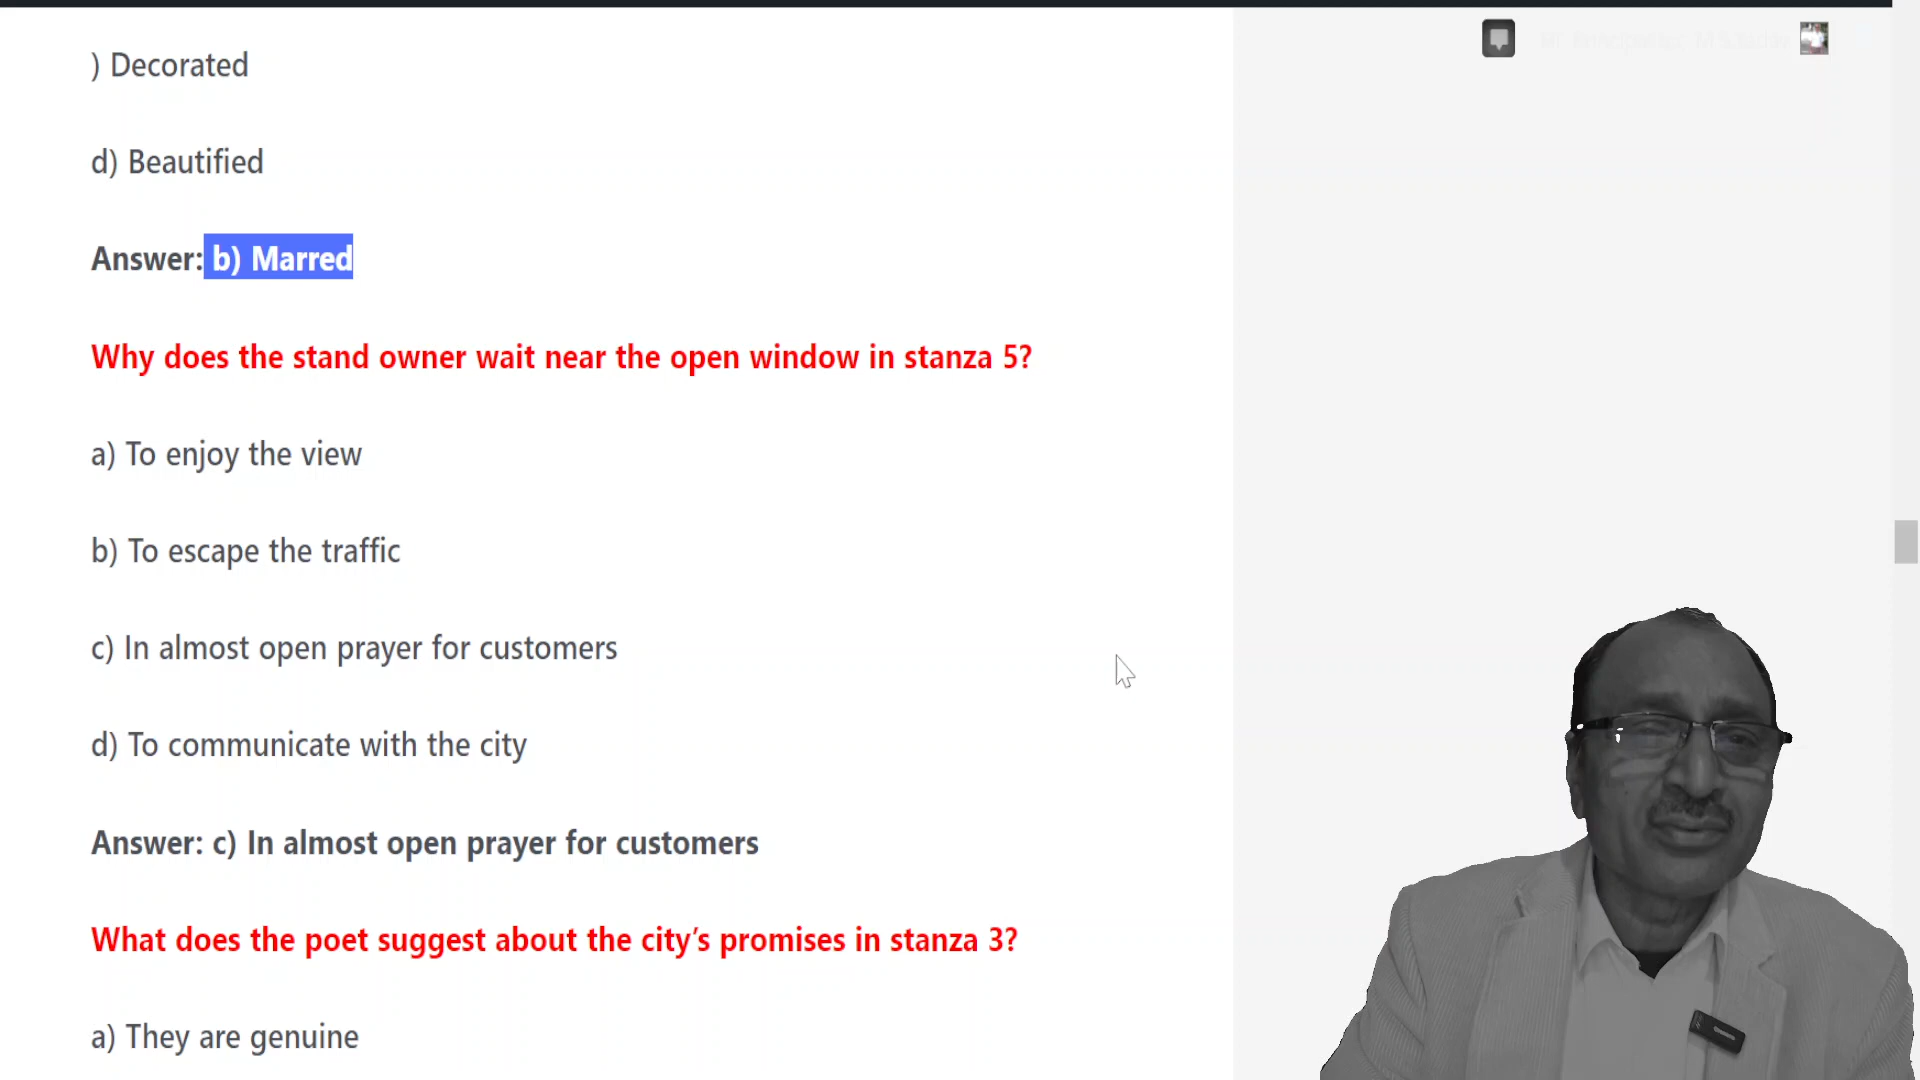 ) Decorated
d) Beautified
Answer: b) Marred
Why does the stand owner wait near the open window in stanza 5?
a) To enjoy the view
b) To escape the traffic
c) In almost open prayer for customers
d) To communicate with the city
Answer: c) In almost open prayer for customers
What does the poet suggest about the city’s promises in stanza 3?
a) They are genuine